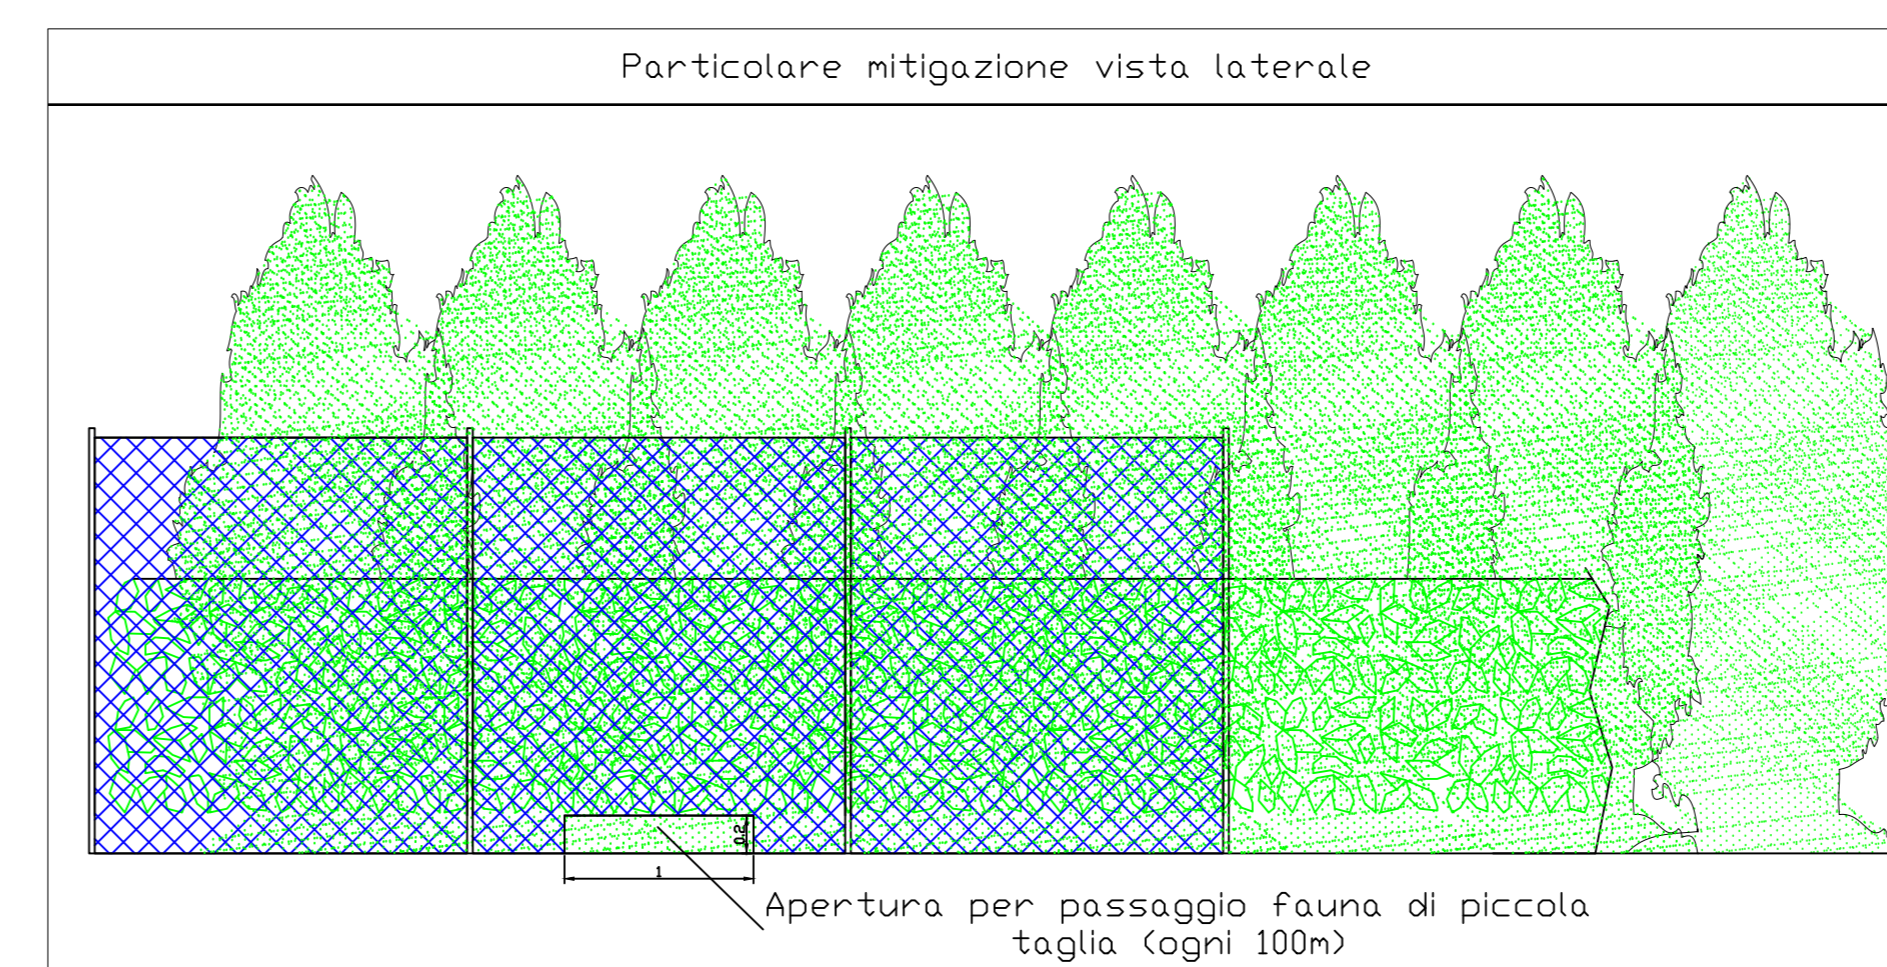 Particolare mitigazione vista laterale
0.2
1
Apertura per passaggio fauna di piccola
taglia (ogni 100m)